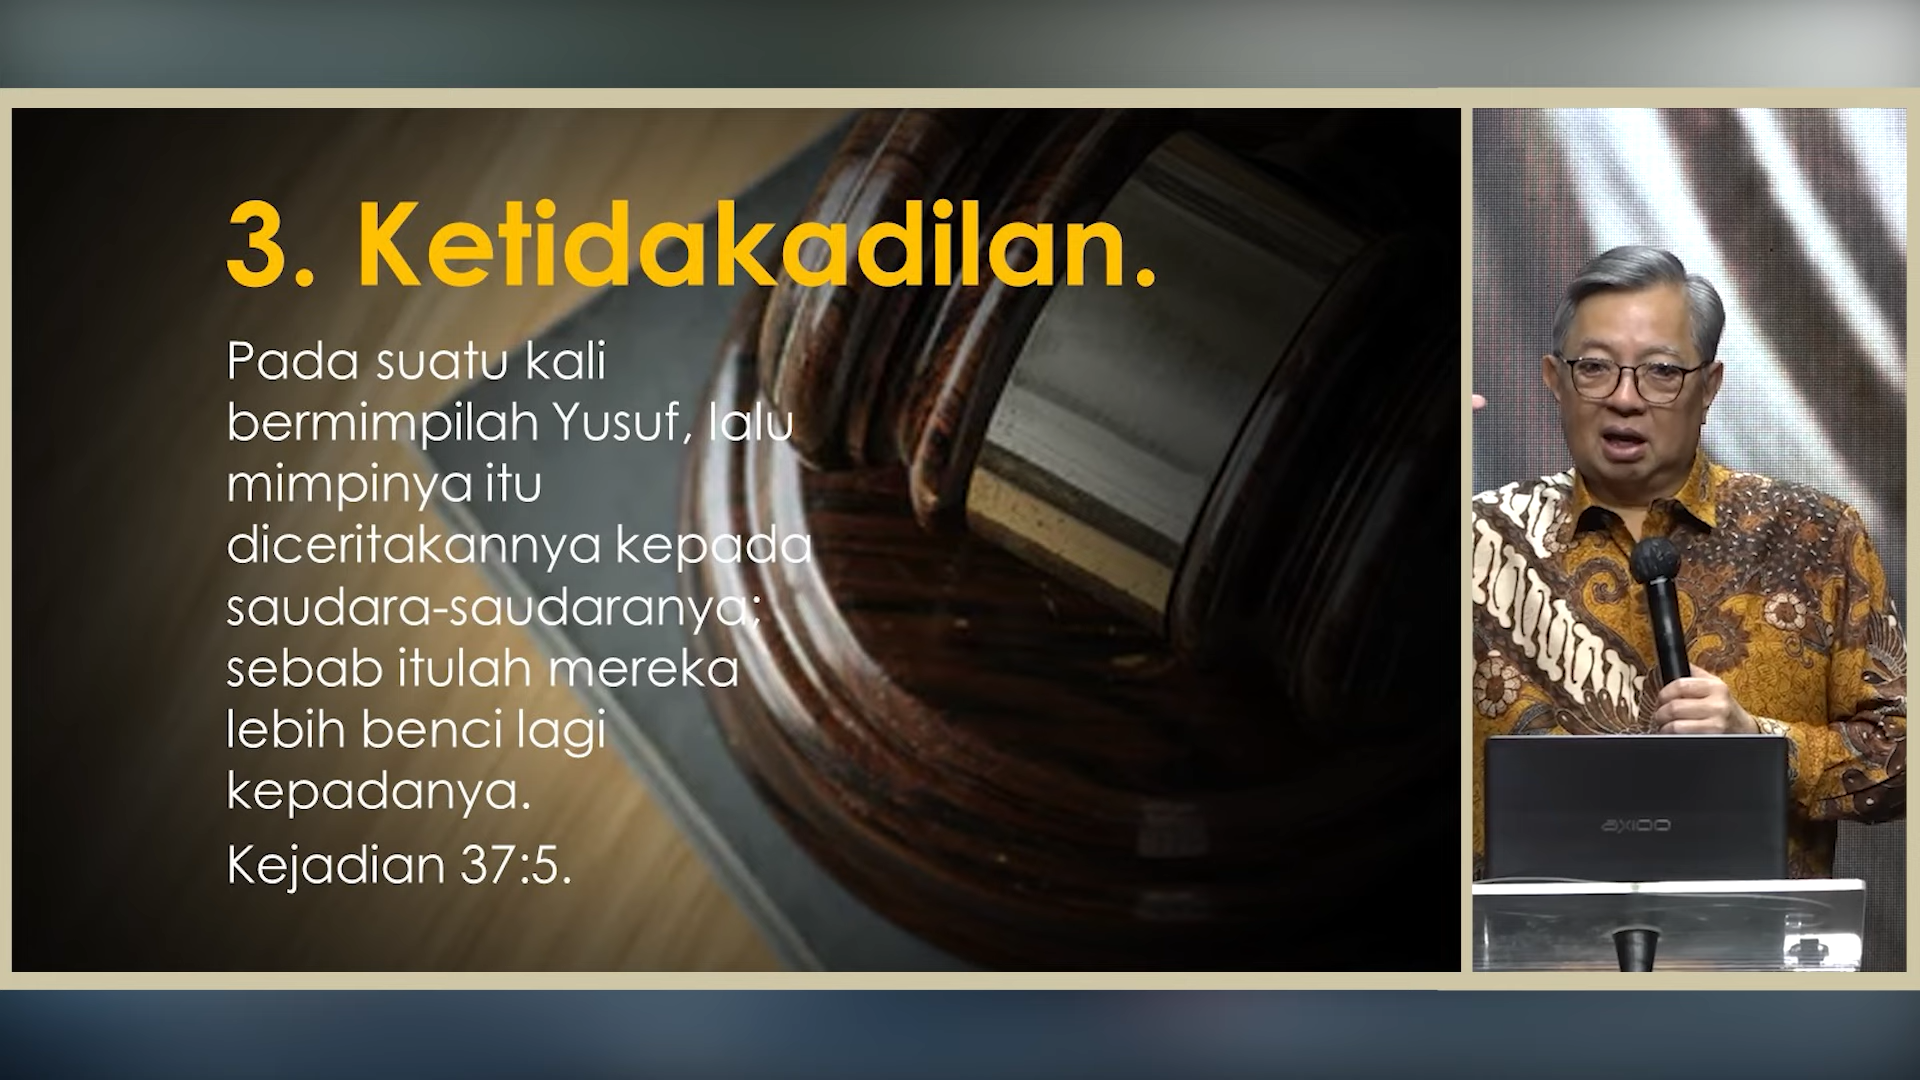 3. Ketidakadilan.
Pada suatu kali
bermimpilah Yusuf, lalu
mimpinya itu
diceritakannya kepada
saudara-saudaranya;
sebab itulah mereka
lebih benci lagi
kepadanya.
Kejadian 37:5.
AXIOO